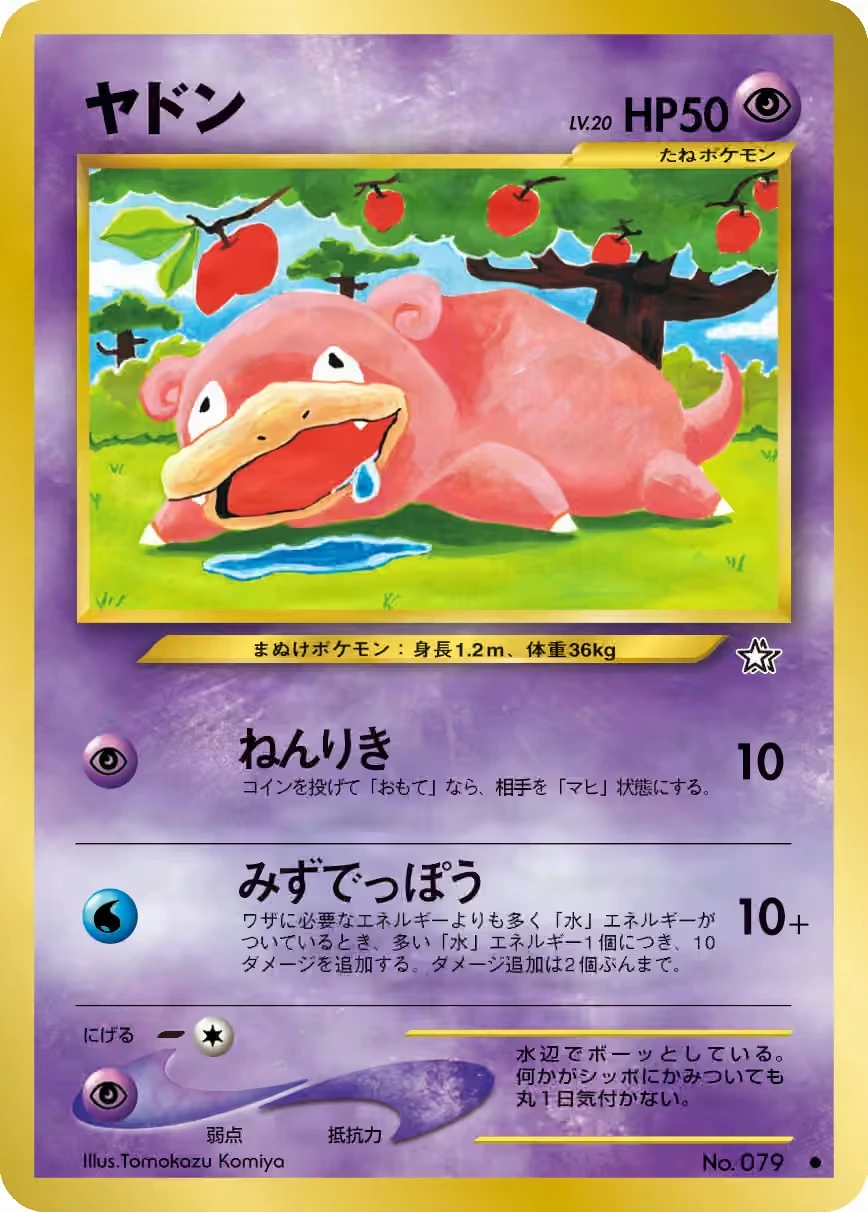 ヤドン
LV.20 HP50
たねポケモン
まぬけポケモン：身長1.2m、体重36kg
ねんりき
10
コインを投げて「おもて」なら、相手を「マヒ」状態にする。
みずでっぽう
10+
ワザに必要なエネルギーよりも多く「水」エネルギーが
ついているとき、多い「水」エネルギー1個につき、10
ダメージを追加する。ダメージ追加は2個ぶんまで。
にげる
水辺でボーッとしている。
何かがシッポにかみついても
丸1日気付かない。
弱点
抵抗力
Illus.Tomokazu Komiya
No.079